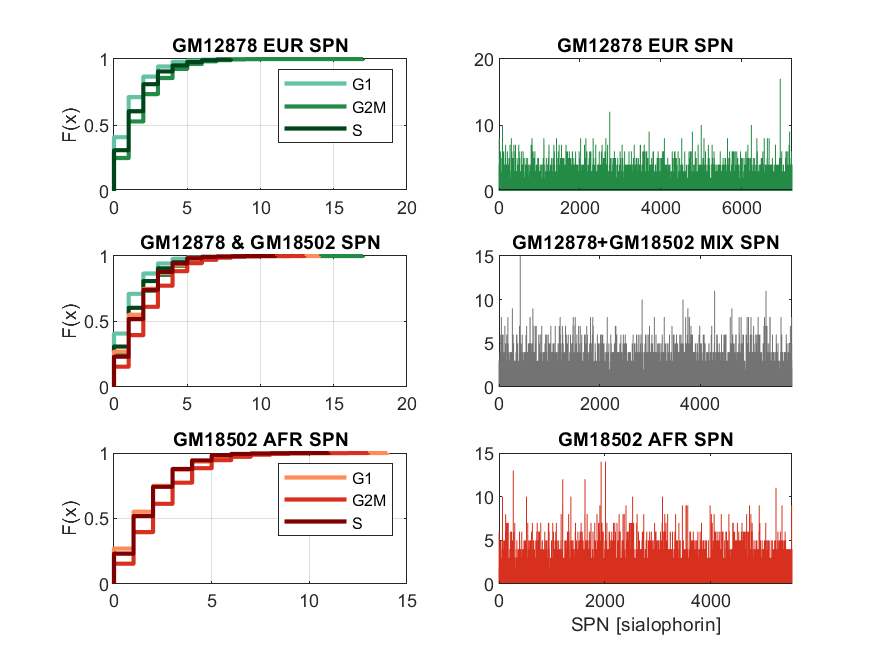 GM12878 EUR SPN
1
0.5
0
F(x)
0 5 10 15 20
G1
G2M
S
GM12878 EUR SPN
20
10
0
0 2000 4000 6000
GM12878 & GM18502 SPN
1
0.5
0
F(x)
0 5 10 15 20
GM12878+GM18502 MIX SPN
15
10
5
0
0 2000 4000
GM18502 AFR SPN
1
0.5
0
F(x)
0 5 10 15
G1
G2M
S
GM18502 AFR SPN
15
10
5
0
0 2000 4000
SPN [sialophorin]